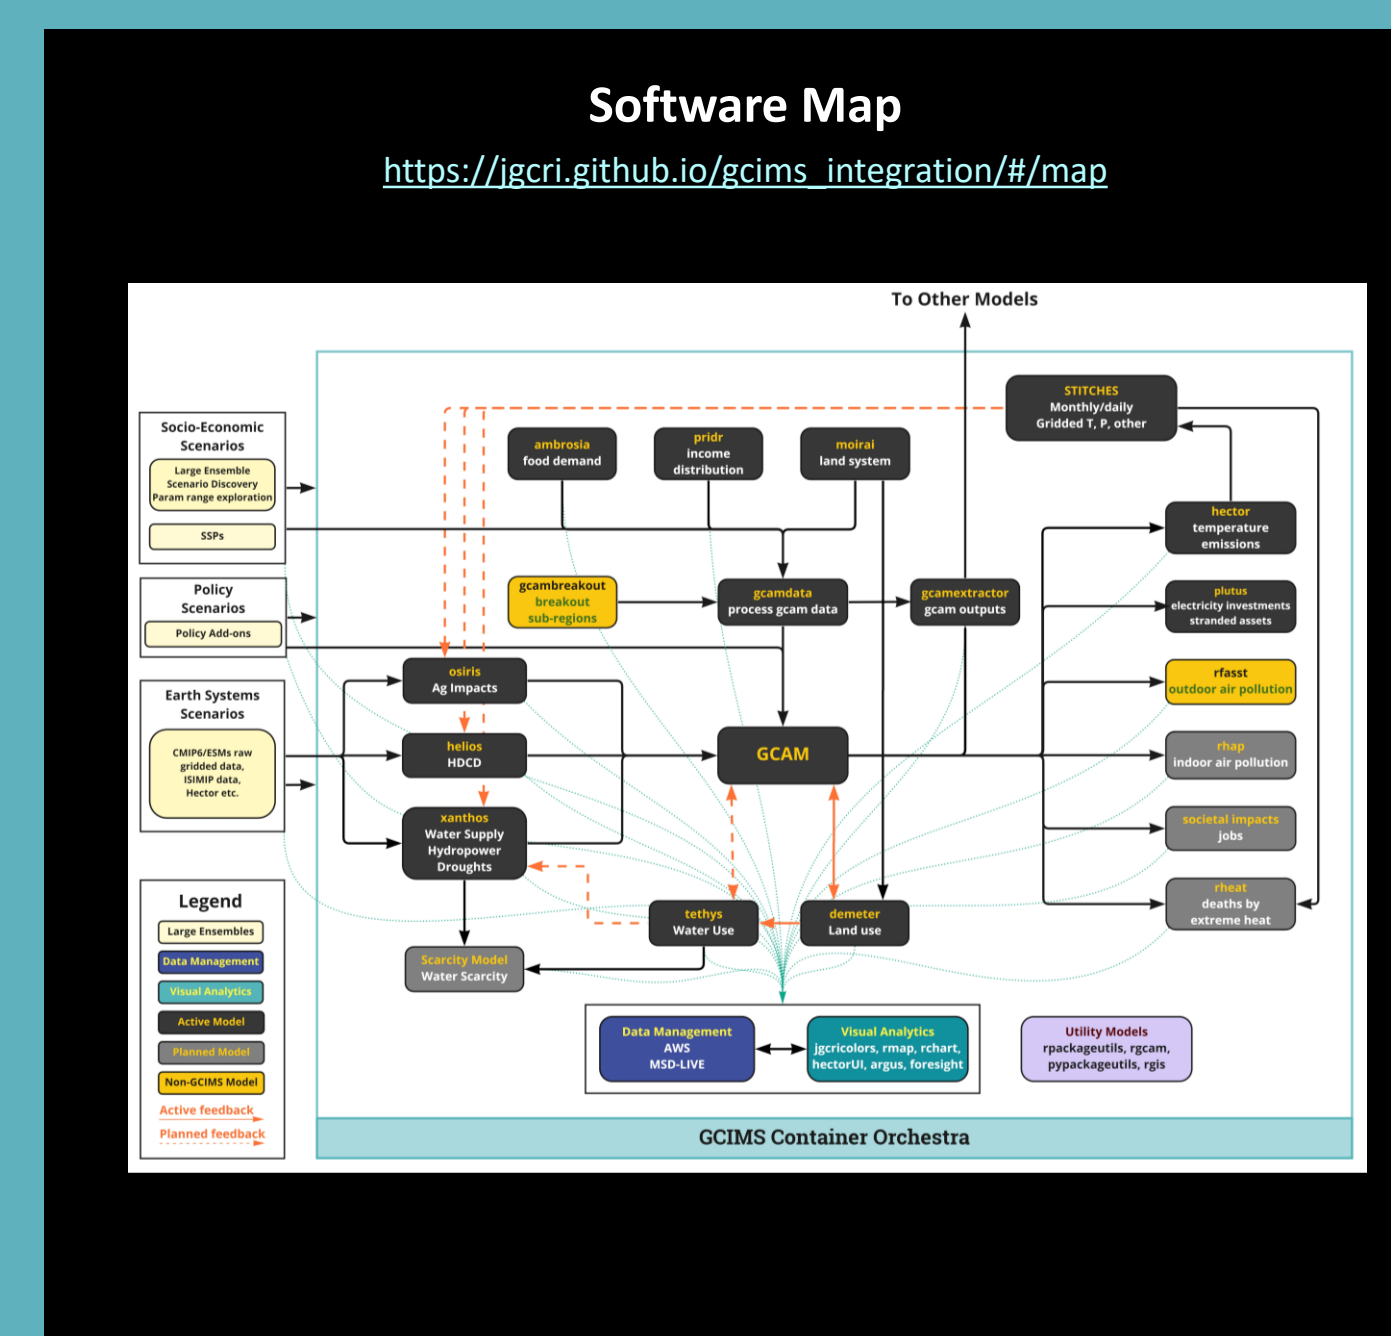 Software Map
https://jgcri.github.io/gcims_integration/#/map
To Other Models
Socio-Economic
Scenarios
Large Ensemble
Scenario Discovery
Param range exploration
SSPs
Policy
Scenarios
Policy Add-ons
Earth Systems
Scenarios
CMIP6/ESMs raw
gridded data,
ISIMIP data,
Hector etc.
Legend
Large Ensembles
Data Management
Visual Analytics
Active Model
Planned Model
Non-GCIMS Model
Active feedback
Planned feedback
STITCHES
Monthly/daily
Gridded T, P, other
ambrosia
food demand
pridr
income
distribution
moirai
land system
hector
temperature
emissions
gcambreakout
breakout
sub-regions
gcamdata
process gcam data
gcamextractor
gcam outputs
plutus
electricity investments
stranded assets
osiris
Ag Impacts
rfasst
outdoor air pollution
helios
HDCD
GCAM
rhap
indoor air pollution
xanthos
Water Supply
Hydropower
Droughts
societal impacts
jobs
tethys
Water Use
demeter
Land use
rheat
deaths by
extreme heat
Scarcity Model
Water Scarcity
Data Management
AWS
MSD-LIVE
Visual Analytics
jgcricolors, rmap, rchart,
hectorUI, argus, foresight
Utility Models
rpackageutils, rgcam,
pypackageutils, rgis
GCIMS Container Orchestra